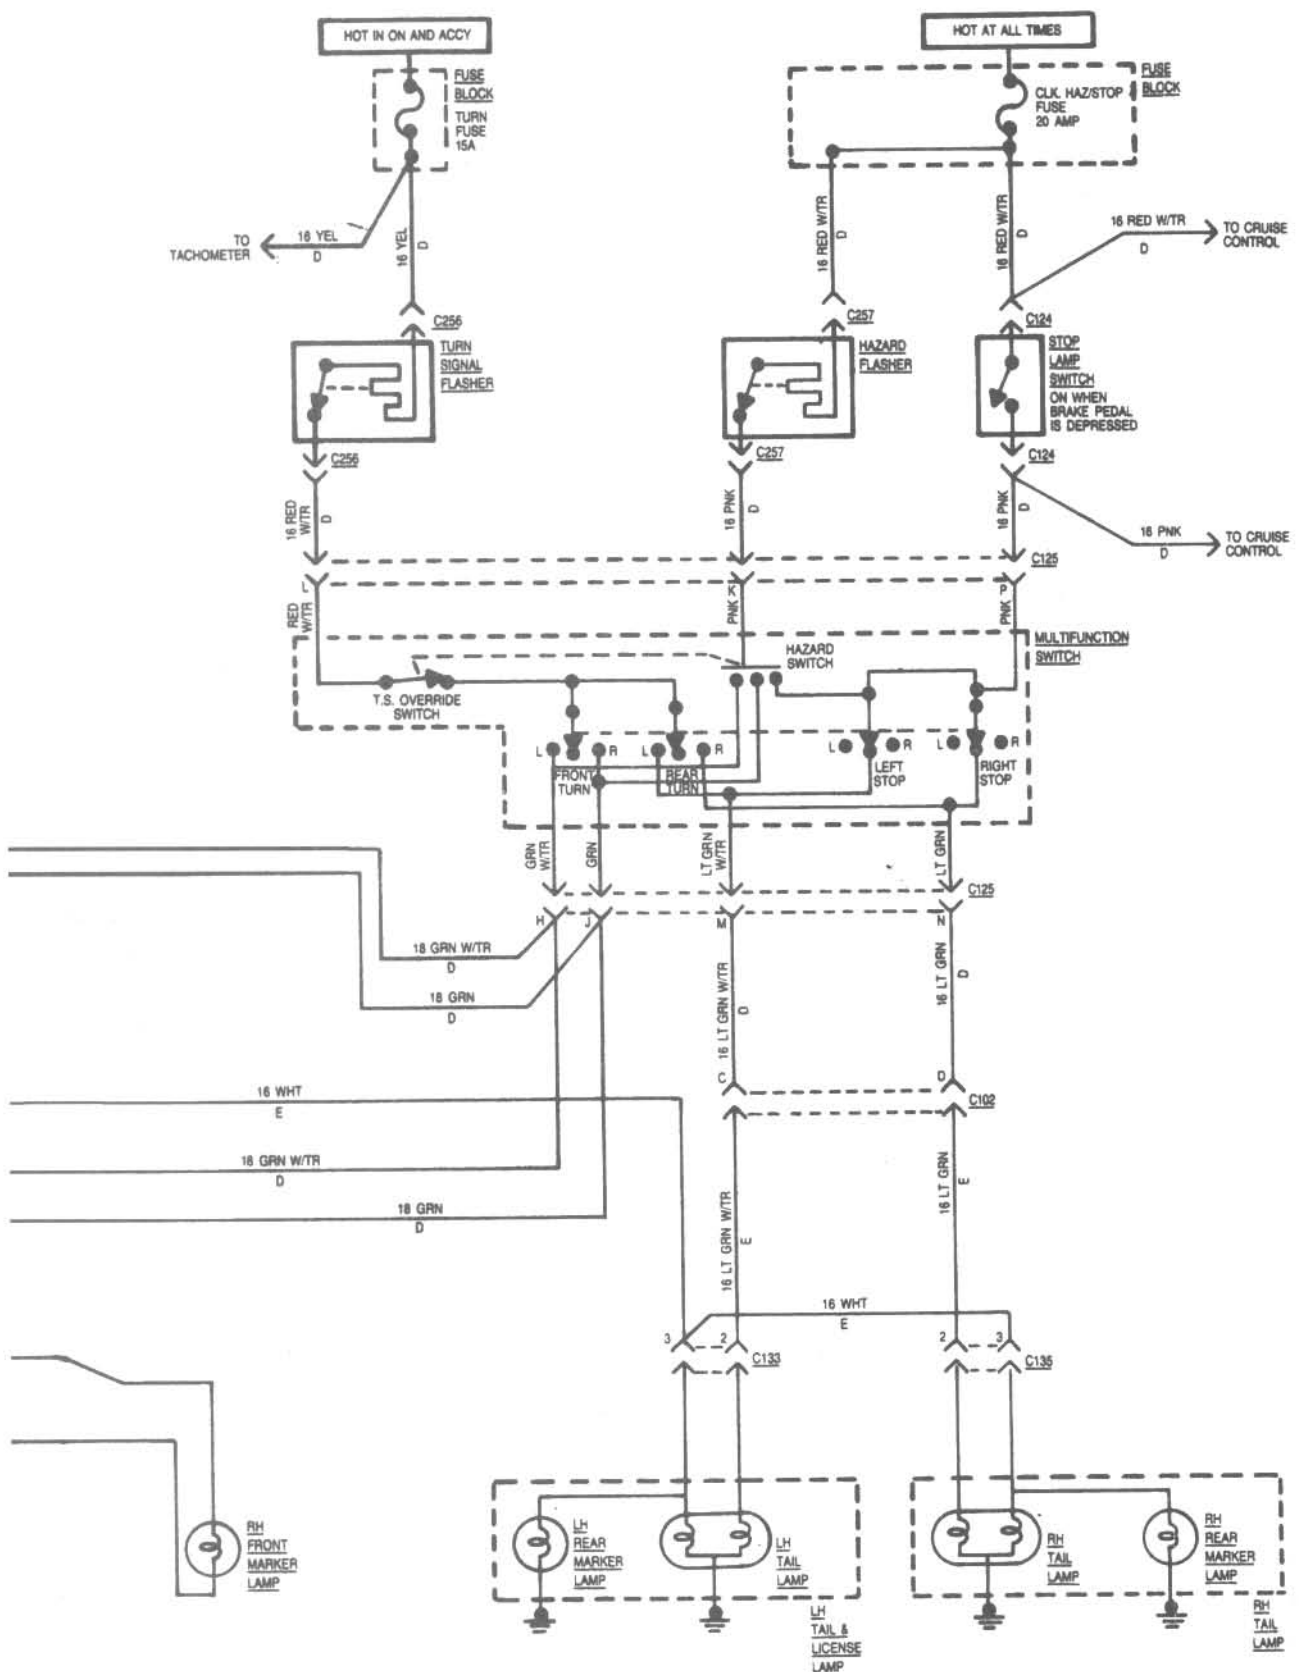 HOT IN ON AND ACCY
HOT AT ALL TIMES
FUSE
BLOCK
TURN
FUSE
15A
CLK. HAZ/STOP
FUSE
20 AMP
FUSE
BLOCK
TO
TACHOMETER
16 YEL
D
16 YEL
D
16 RED W/TR
D
16 RED W/TR
D
16 RED W/TR
D
TO CRUISE
CONTROL
C256
TURN
SIGNAL
FLASHER
C257
HAZARD
FLASHER
C124
STOP
LAMP
SWITCH
ON WHEN
BRAKE PEDAL
IS DEPRESSED
C256
C257
C124
16 RED
W/TR
D
16 PNK
D
16 PNK
D
16 PNK
D
TO CRUISE
CONTROL
C125
L
K
P
RED
W/TR
PNK
PNK
MULTIFUNCTION
SWITCH
HAZARD
SWITCH
T.S. OVERRIDE
SWITCH
L
R
L
R
L
R
L
R
FRONT
TURN
REAR
TURN
LEFT
STOP
RIGHT
STOP
GRN
W/TR
GRN
LT GRN
W/TR
LT GRN
C125
H
J
M
N
18 GRN W/TR
D
18 GRN
D
16 LT GRN W/TR
D
16 LT GRN
D
C
D
C102
16 WHT
E
18 GRN W/TR
D
18 GRN
D
16 LT GRN W/TR
E
16 LT GRN
E
16 WHT
E
3
2
C133
2
3
C135
RH
FRONT
MARKER
LAMP
LH
REAR
MARKER
LAMP
LH
TAIL
LAMP
RH
TAIL
LAMP
RH
REAR
MARKER
LAMP
LH
TAIL &
LICENSE
LAMP
RH
TAIL
LAMP